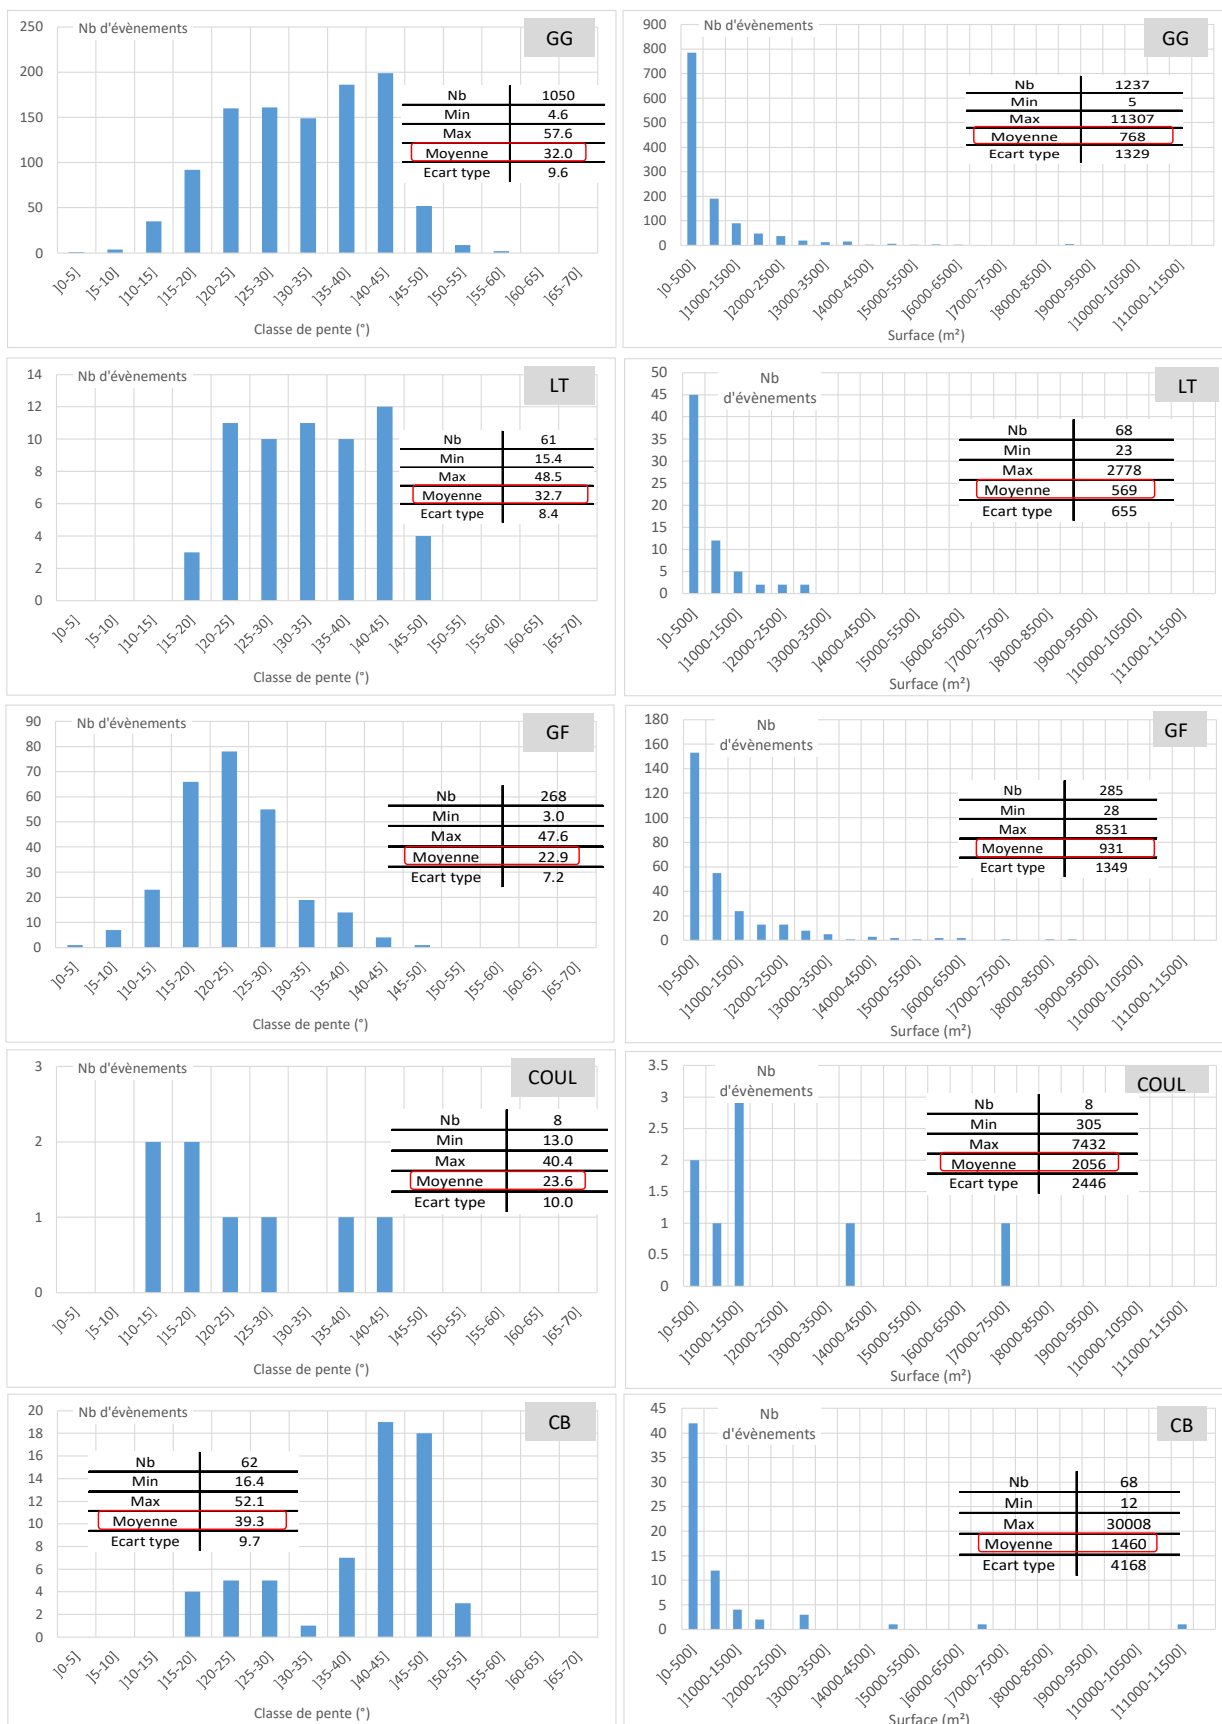 Nb d'évènements
GG
250
200
150
100
50
0
Nb 1050
Min 4.6
Max 57.6
Moyenne 32.0
Ecart type 9.6
]0-5] ]5-10] ]10-15] ]15-20] ]20-25] ]25-30] ]30-35] ]35-40] ]40-45] ]45-50] ]50-55] ]55-60] ]60-65] ]65-70]
Classe de pente (°)
Nb d'évènements
GG
900
800
700
600
500
400
300
200
100
0
Nb 1237
Min 5
Max 11307
Moyenne 768
Ecart type 1329
]0-500] ]1000-1500] ]2000-2500] ]3000-3500] ]4000-4500] ]5000-5500] ]6000-6500] ]7000-7500] ]8000-8500] ]9000-9500] ]10000-10500] ]11000-11500]
Surface (m²)
Nb d'évènements
LT
14
12
10
8
6
4
2
0
Nb 61
Min 15.4
Max 48.5
Moyenne 32.7
Ecart type 8.4
]0-5] ]5-10] ]10-15] ]15-20] ]20-25] ]25-30] ]30-35] ]35-40] ]40-45] ]45-50] ]50-55] ]55-60] ]60-65] ]65-70]
Classe de pente (°)
Nb
d'évènements
LT
50
45
40
35
30
25
20
15
10
5
0
Nb 68
Min 23
Max 2778
Moyenne 569
Ecart type 655
]0-500] ]1000-1500] ]2000-2500] ]3000-3500] ]4000-4500] ]5000-5500] ]6000-6500] ]7000-7500] ]8000-8500] ]9000-9500] ]10000-10500] ]11000-11500]
Surface (m²)
Nb d'évènements
GF
90
80
70
60
50
40
30
20
10
0
Nb 268
Min 3.0
Max 47.6
Moyenne 22.9
Ecart type 7.2
]0-5] ]5-10] ]10-15] ]15-20] ]20-25] ]25-30] ]30-35] ]35-40] ]40-45] ]45-50] ]50-55] ]55-60] ]60-65] ]65-70]
Classe de pente (°)
Nb
d'évènements
GF
180
160
140
120
100
80
60
40
20
0
Nb 285
Min 28
Max 8531
Moyenne 931
Ecart type 1349
]0-500] ]1000-1500] ]2000-2500] ]3000-3500] ]4000-4500] ]5000-5500] ]6000-6500] ]7000-7500] ]8000-8500] ]9000-9500] ]10000-10500] ]11000-11500]
Surface (m²)
Nb d'évènements
COUL
3
2
1
0
Nb 8
Min 13.0
Max 40.4
Moyenne 23.6
Ecart type 10.0
]0-5] ]5-10] ]10-15] ]15-20] ]20-25] ]25-30] ]30-35] ]35-40] ]40-45] ]45-50] ]50-55] ]55-60] ]60-65] ]65-70]
Classe de pente (°)
Nb
d'évènements
COUL
3.5
3
2.5
2
1.5
1
0.5
0
Nb 8
Min 305
Max 7432
Moyenne 2056
Ecart type 2446
]0-500] ]1000-1500] ]2000-2500] ]3000-3500] ]4000-4500] ]5000-5500] ]6000-6500] ]7000-7500] ]8000-8500] ]9000-9500] ]10000-10500] ]11000-11500]
Surface (m²)
Nb d'évènements
CB
20
18
16
14
12
10
8
6
4
2
0
Nb 62
Min 16.4
Max 52.1
Moyenne 39.3
Ecart type 9.7
]0-5] ]5-10] ]10-15] ]15-20] ]20-25] ]25-30] ]30-35] ]35-40] ]40-45] ]45-50] ]50-55] ]55-60] ]60-65] ]65-70]
Classe de pente (°)
Nb
d'évènements
CB
45
40
35
30
25
20
15
10
5
0
Nb 68
Min 12
Max 30008
Moyenne 1460
Ecart type 4168
]0-500] ]1000-1500] ]2000-2500] ]3000-3500] ]4000-4500] ]5000-5500] ]6000-6500] ]7000-7500] ]8000-8500] ]9000-9500] ]10000-10500] ]11000-11500]
Surface (m²)